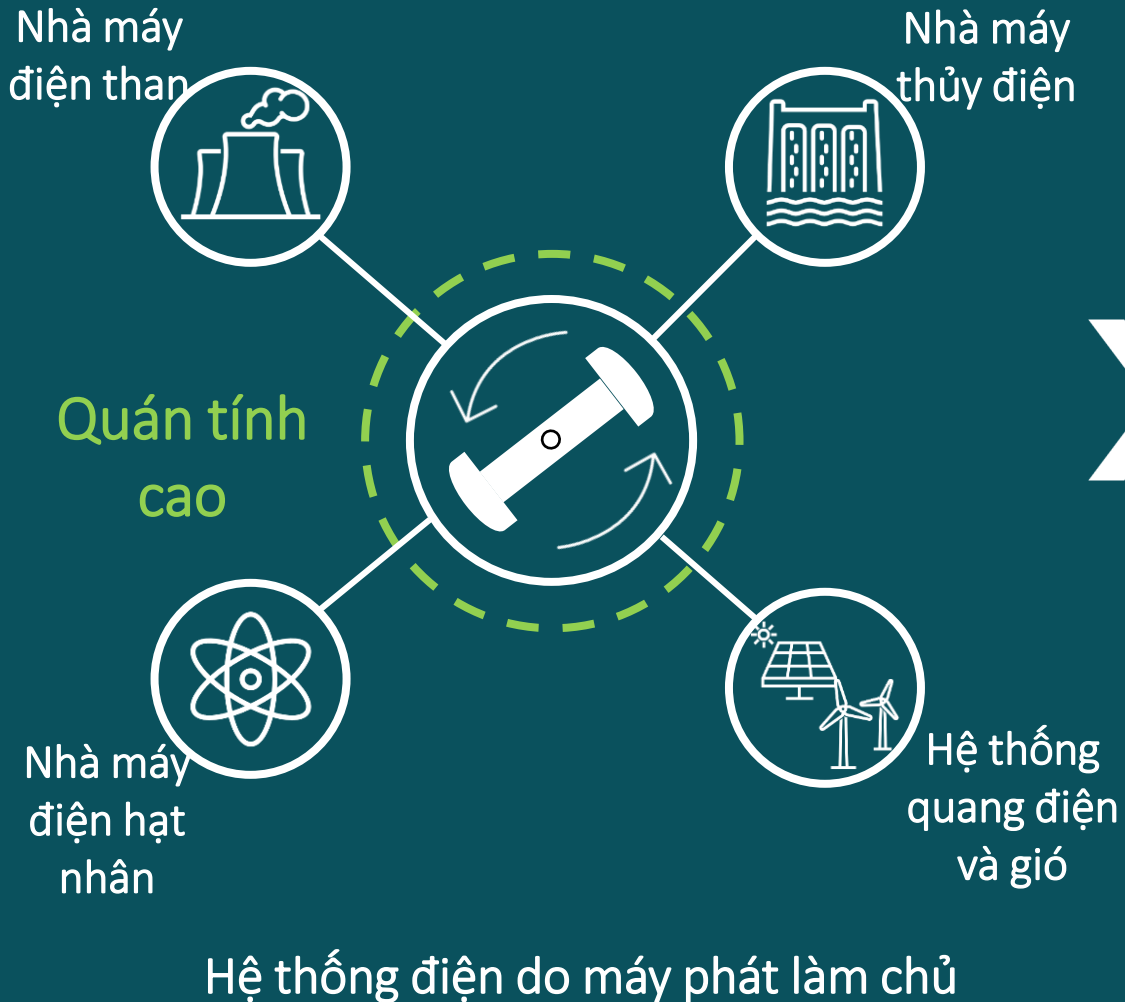 Nhà máy
điện than
Nhà máy
thủy điện
Quán tính
cao
Nhà máy
điện hạt
nhân
Hệ thống
quang điện
và gió
Hệ thống điện do máy phát làm chủ